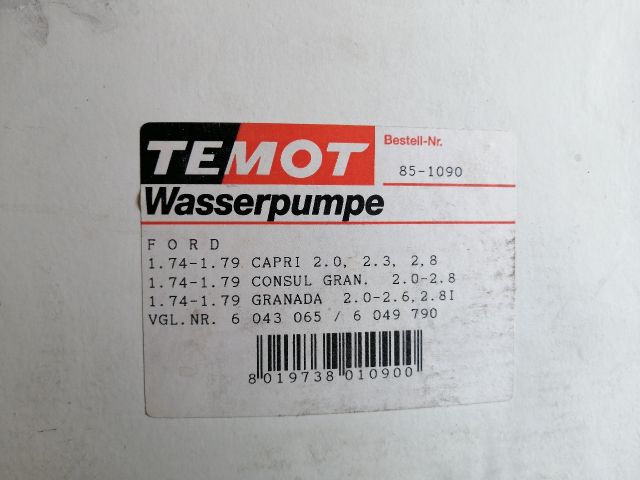 TEMOT
Bestell-Nr.
85-1090
Wasserpumpe
F O R D
1.74-1.79 CAPRI 2.0, 2.3, 2,8
1.74-1.79 CONSUL GRAN. 2.0-2.8
1.74-1.79 GRANADA 2.0-2.6,2.8I
VGL.NR. 6 043 065 / 6 049 790
8 019738 010900